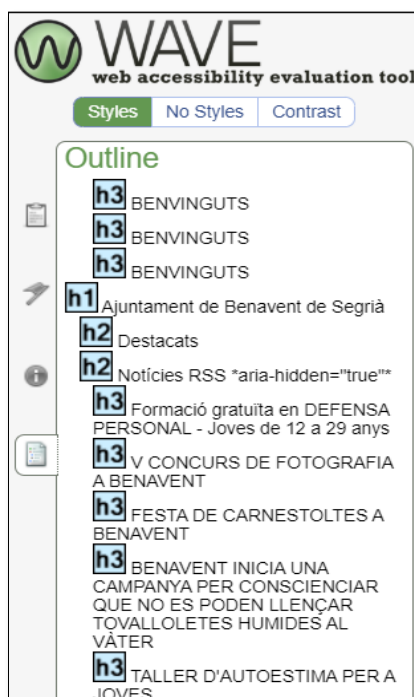 WAVE
web accessibility evaluation tool
Styles No Styles Contrast
Outline
h3 BENVINGUTS
h3 BENVINGUTS
h3 BENVINGUTS
h1 Ajuntament de Benavent de Segrià
h2 Destacats
h2 Notícies RSS *aria-hidden="true"*
h3 Formació gratuïta en DEFENSA
PERSONAL - Joves de 12 a 29 anys
h3 V CONCURS DE FOTOGRAFIA
A BENAVENT
h3 FESTA DE CARNESTOLTES A
BENAVENT
h3 BENAVENT INICIA UNA
CAMPANYA PER CONSCIENCIAR
QUE NO ES PODEN LLENÇAR
TOVALLOLETES HUMIDES AL
VÀTER
h3 TALLER D'AUTOESTIMA PER A
JOVES